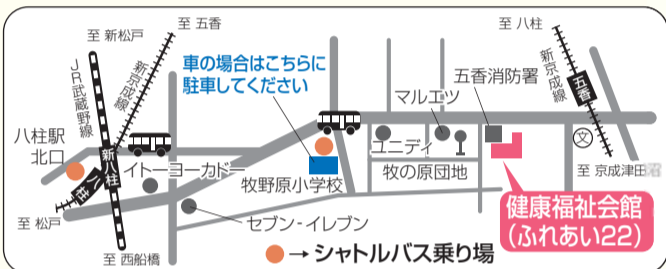 至 新松戸
至 五香
至 八柱
JR武蔵野線
新京成線
車の場合はこちらに
駐車してください
マルエツ
五香消防署
新京成線
五香
八柱駅
北口
新八柱
八柱
イトーヨーカドー
牧野原小学校
ユニディ
牧の原団地
文
至 京成津田沼
至 松戸
セブン-イレブン
健康福祉会館
(ふれあい22)
至 西船橋
→ シャトルバス乗り場